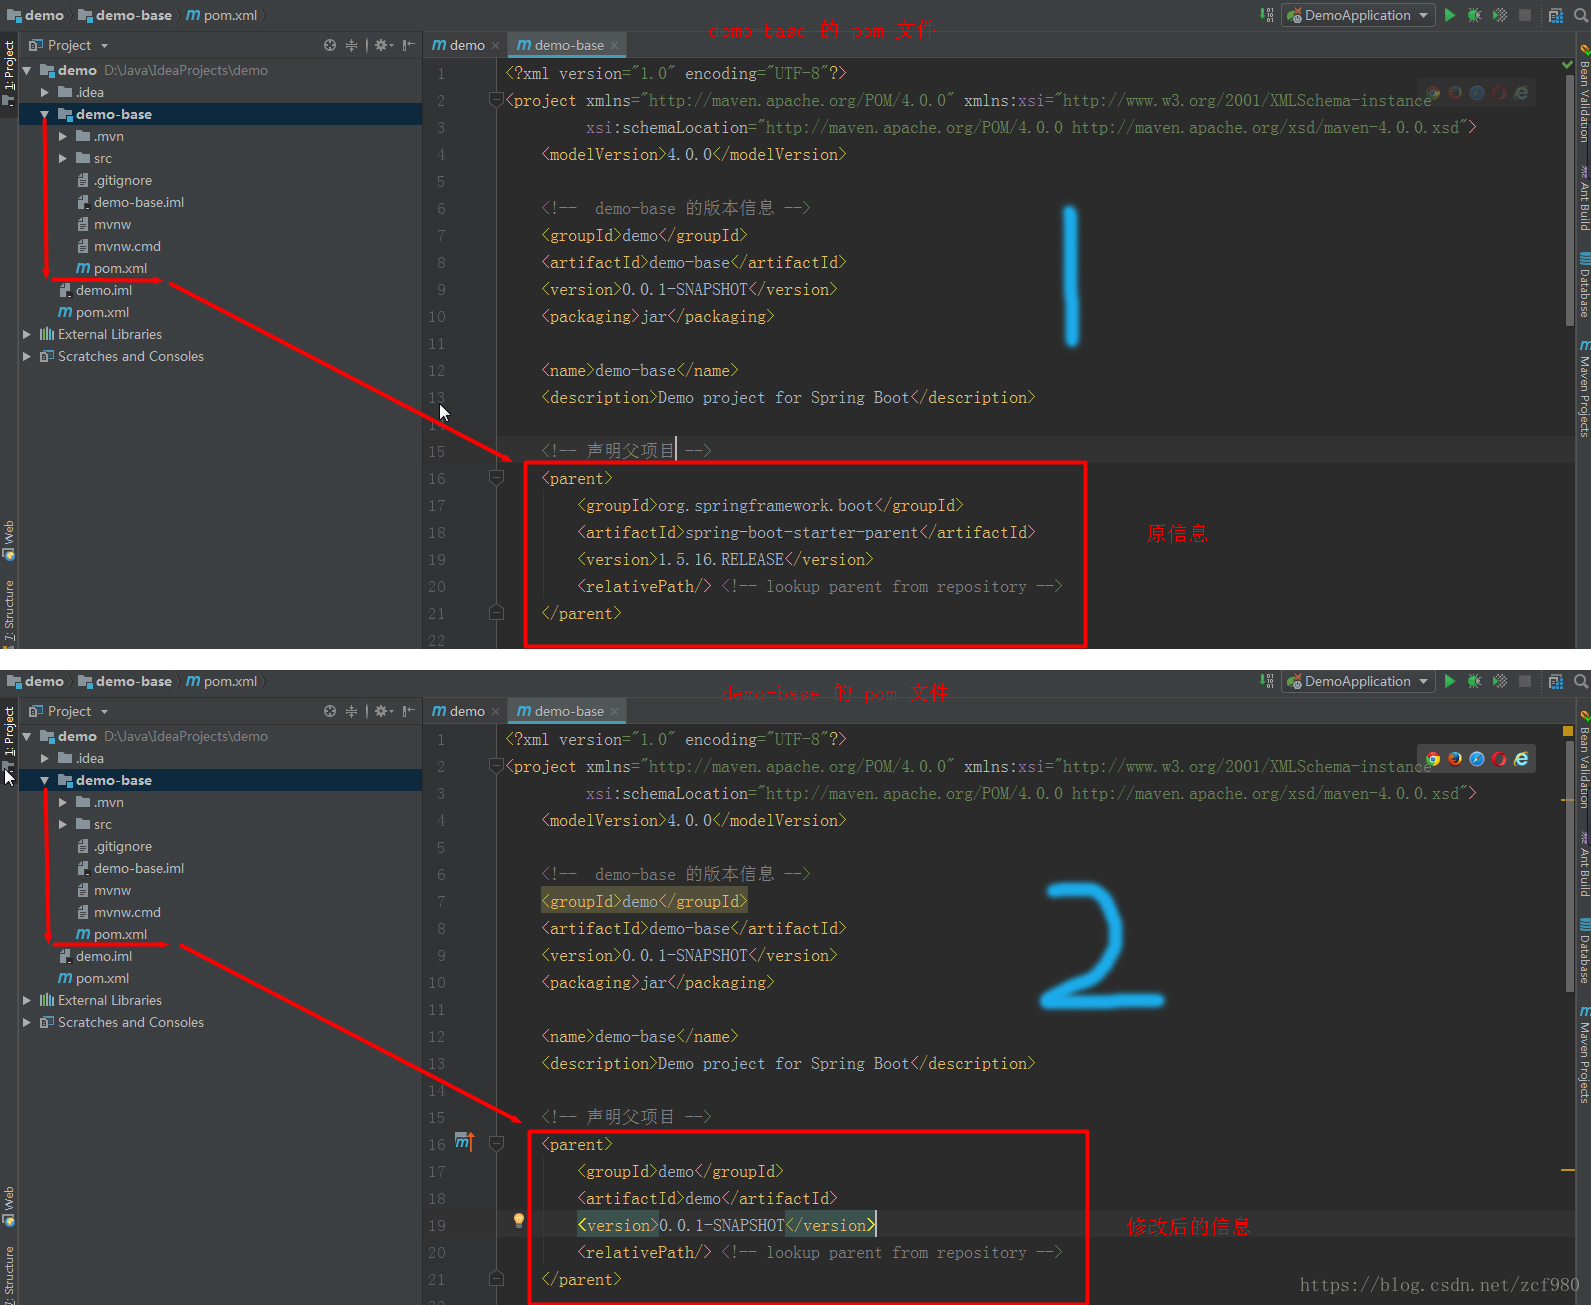 demo demo-base m pom.xml
demo-base 的 pom 文件
DemoApplication
1: Project
Project
m demo
m demo-base
demo D:\Java\IdeaProjects\demo
.idea
demo-base
.mvn
src
.gitignore
demo-base.iml
mvnw
mvnw.cmd
m pom.xml
demo.iml
m pom.xml
External Libraries
Scratches and Consoles
Web
7: Structure
1 <?xml version="1.0" encoding="UTF-8"?>
2 <project xmlns="http://maven.apache.org/POM/4.0.0" xmlns:xsi="http://www.w3.org/2001/XMLSchema-instance
3 xsi:schemaLocation="http://maven.apache.org/POM/4.0.0 http://maven.apache.org/xsd/maven-4.0.0.xsd">
4 <modelVersion>4.0.0</modelVersion>
5
6 <!-- demo-base 的版本信息 -->
7 <groupId>demo</groupId>
8 <artifactId>demo-base</artifactId>
9 <version>0.0.1-SNAPSHOT</version>
10 <packaging>jar</packaging>
11
12 <name>demo-base</name>
13 <description>Demo project for Spring Boot</description>
14
15 <!-- 声明父项目 -->
16 <parent>
17 <groupId>org.springframework.boot</groupId>
18 <artifactId>spring-boot-starter-parent</artifactId>
19 <version>1.5.16.RELEASE</version>
20 <relativePath/> <!-- lookup parent from repository -->
21 </parent>
22
1
原信息
Bean Validation
Ant Build
Database
m Maven Projects
demo demo-base m pom.xml
demo-base 的 pom 文件
DemoApplication
1: Project
Project
m demo
m demo-base
demo D:\Java\IdeaProjects\demo
.idea
demo-base
.mvn
src
.gitignore
demo-base.iml
mvnw
mvnw.cmd
m pom.xml
demo.iml
m pom.xml
External Libraries
Scratches and Consoles
Web
7: Structure
1 <?xml version="1.0" encoding="UTF-8"?>
2 <project xmlns="http://maven.apache.org/POM/4.0.0" xmlns:xsi="http://www.w3.org/2001/XMLSchema-instance
3 xsi:schemaLocation="http://maven.apache.org/POM/4.0.0 http://maven.apache.org/xsd/maven-4.0.0.xsd">
4 <modelVersion>4.0.0</modelVersion>
5
6 <!-- demo-base 的版本信息 -->
7 <groupId>demo</groupId>
8 <artifactId>demo-base</artifactId>
9 <version>0.0.1-SNAPSHOT</version>
10 <packaging>jar</packaging>
11
12 <name>demo-base</name>
13 <description>Demo project for Spring Boot</description>
14
15 <!-- 声明父项目 -->
16 m <parent>
17 <groupId>demo</groupId>
18 <artifactId>demo</artifactId>
19 <version>0.0.1-SNAPSHOT</version>
20 <relativePath/> <!-- lookup parent from repository -->
21 </parent>
2
修改后的信息
Bean Validation
Ant Build
Database
m Maven Projects
https://blog.csdn.net/zcf980